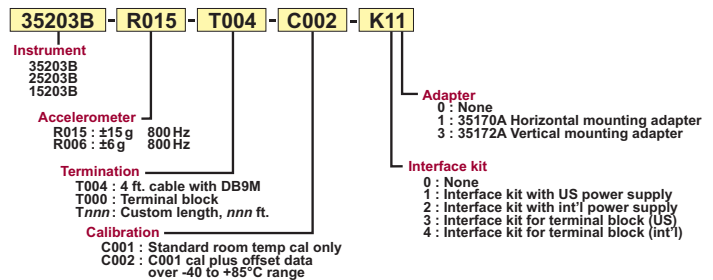 35203B - R015 - T004 - C002 - K11
Instrument
35203B
25203B
15203B
Accelerometer
R015 : ±15 g 800 Hz
R006 : ±6 g 800 Hz
Termination
T004 : 4 ft. cable with DB9M
T000 : Terminal block
Tnnn : Custom length, nnn ft.
Calibration
C001 : Standard room temp cal only
C002 : C001 cal plus offset data
over -40 to +85°C range
Adapter
0 : None
1 : 35170A Horizontal mounting adapter
3 : 35172A Vertical mounting adapter
Interface kit
0 : None
1 : Interface kit with US power supply
2 : Interface kit with int'l power supply
3 : Interface kit for terminal block (US)
4 : Interface kit for terminal block (int'l)